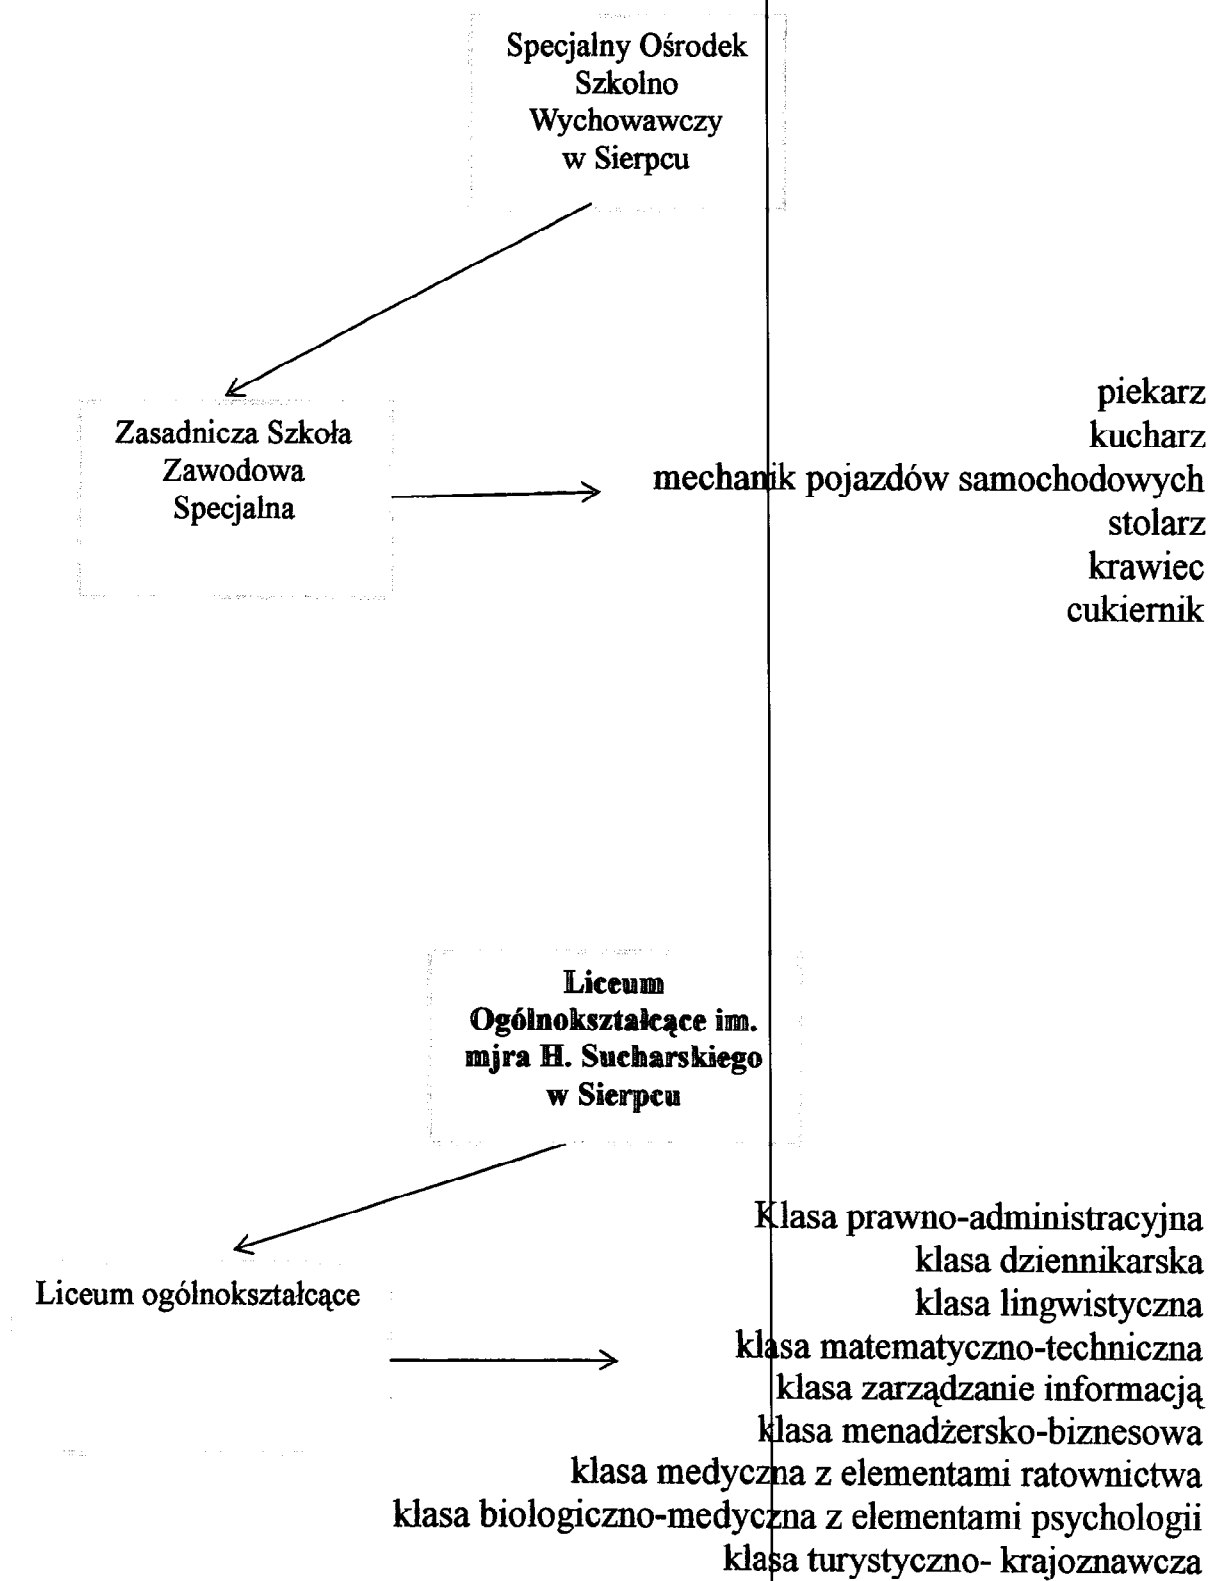 Specjalny Ośrodek
Szkolno
Wychowawczy
w Sierpcu
Zasadnicza Szkoła
Zawodowa
Specjalna
piekarz
kucharz
mechanik pojazdów samochodowych
stolarz
krawiec
cukiernik
Liceum
Ogólnokształcące im.
mjra H. Sucharskiego
w Sierpcu
Liceum ogólnokształcące
Klasa prawno-administracyjna
klasa dziennikarska
klasa lingwistyczna
klasa matematyczno-techniczna
klasa zarządzanie informacją
klasa menadżersko-biznesowa
klasa medyczna z elementami ratownictwa
klasa biologiczno-medyczna z elementami psychologii
klasa turystyczno- krajoznawcza